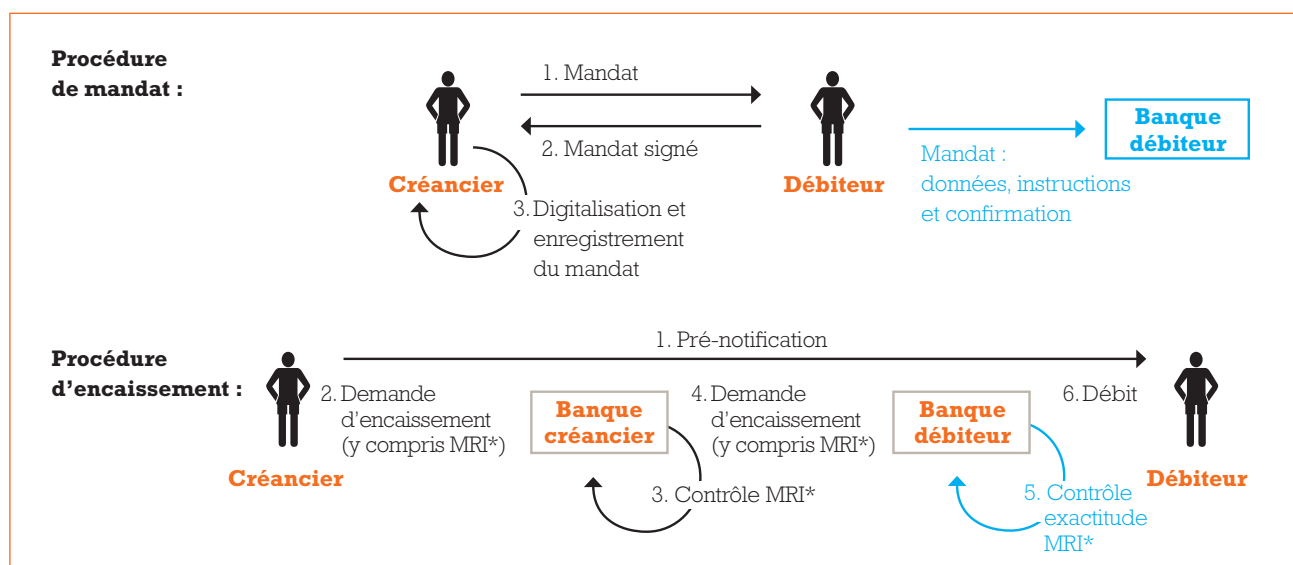 Procédure
de mandat :
1. Mandat
2. Mandat signé
Créancier
Débiteur
3. Digitalisation et
enregistrement
du mandat
Mandat :
données, instructions
et confirmation
Banque
débiteur
Procédure
d'encaissement :
1. Pré-notification
Créancier
2. Demande
d'encaissement
(y compris MRI*)
Banque
créancier
3. Contrôle MRI*
4. Demande
d'encaissement
(y compris MRI*)
Banque
débiteur
5. Contrôle
exactitude
MRI*
6. Débit
Débiteur